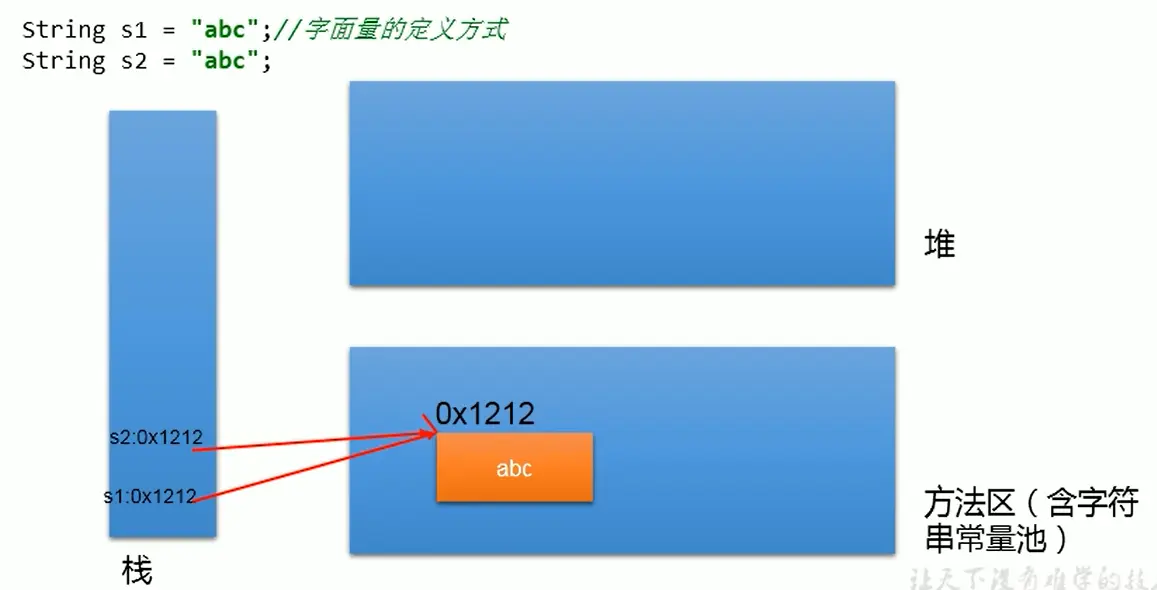 String s1 = "abc";//字面量的定义方式
String s2 = "abc";
堆
s2:0x1212
s1:0x1212
栈
0x1212
abc
方法区（含字符
串常量池）
让天下没有难学的技